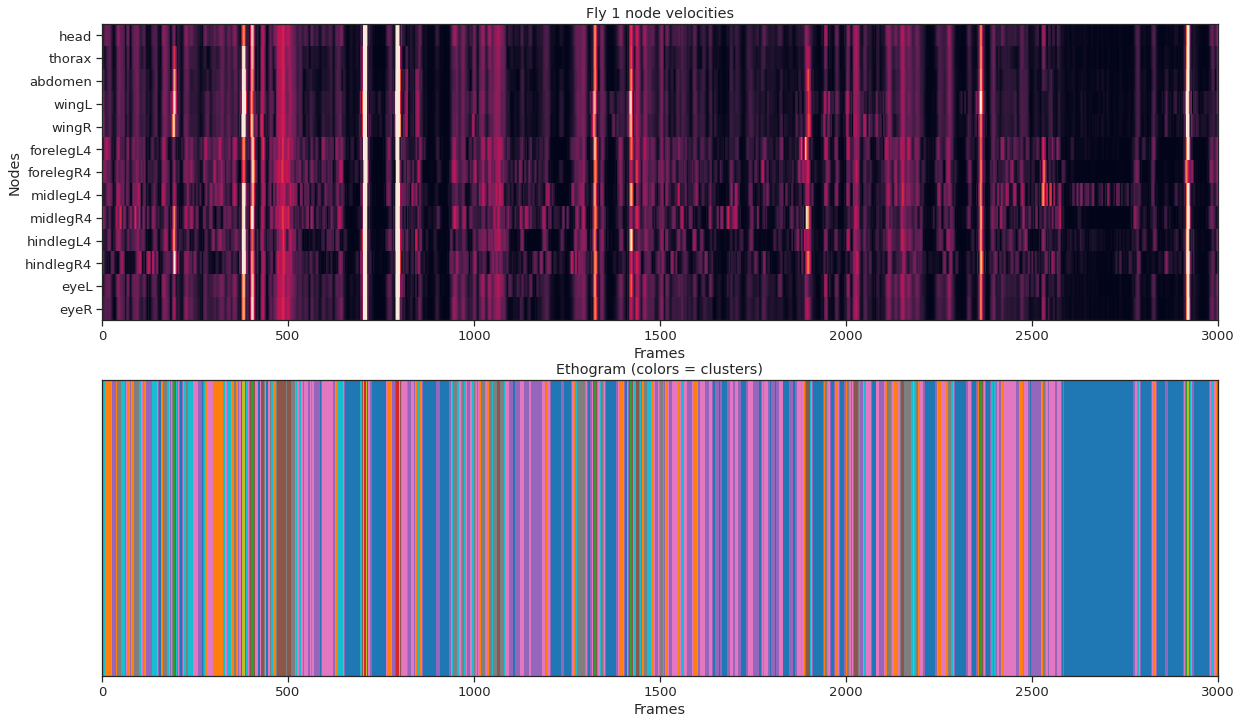 Fly 1 node velocities
Nodes
head
thorax
abdomen
wingL
wingR
forelegL4
forelegR4
midlegL4
midlegR4
hindlegL4
hindlegR4
eyeL
eyeR
0 500 1000 1500 2000 2500 3000
Frames
Ethogram (colors = clusters)
0 500 1000 1500 2000 2500 3000
Frames